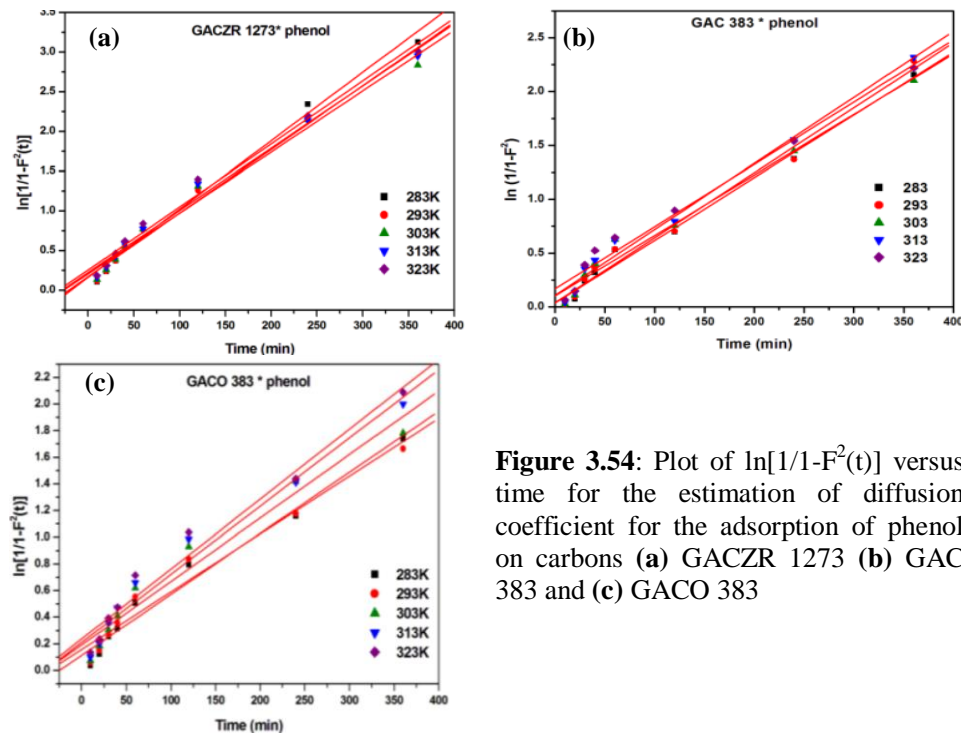 (a)
GACZR 1273* phenol
ln[1/1-F²(t)]
3.5
3.0
2.5
2.0
1.5
1.0
0.5
0.0
283K
293K
303K
313K
323K
0 50 100 150 200 250 300 350 400
Time (min)
(b)
GAC 383 * phenol
ln (1/1-F²)
2.5
2.0
1.5
1.0
0.5
0.0
283
293
303
313
323
0 60 120 180 240 300 360 420
Time (min)
(c)
GACO 383 * phenol
ln[1/1-F²(t)]
2.2
2.0
1.8
1.6
1.4
1.2
1.0
0.8
0.6
0.4
0.2
0.0
283K
293K
303K
313K
323K
0 50 100 150 200 250 300 350 400
Time (min)
Figure 3.54: Plot of ln[1/1-F²(t)] versus
time for the estimation of diffusion
coefficient for the adsorption of phenol
on carbons (a) GACZR 1273 (b) GAC
383 and (c) GACO 383